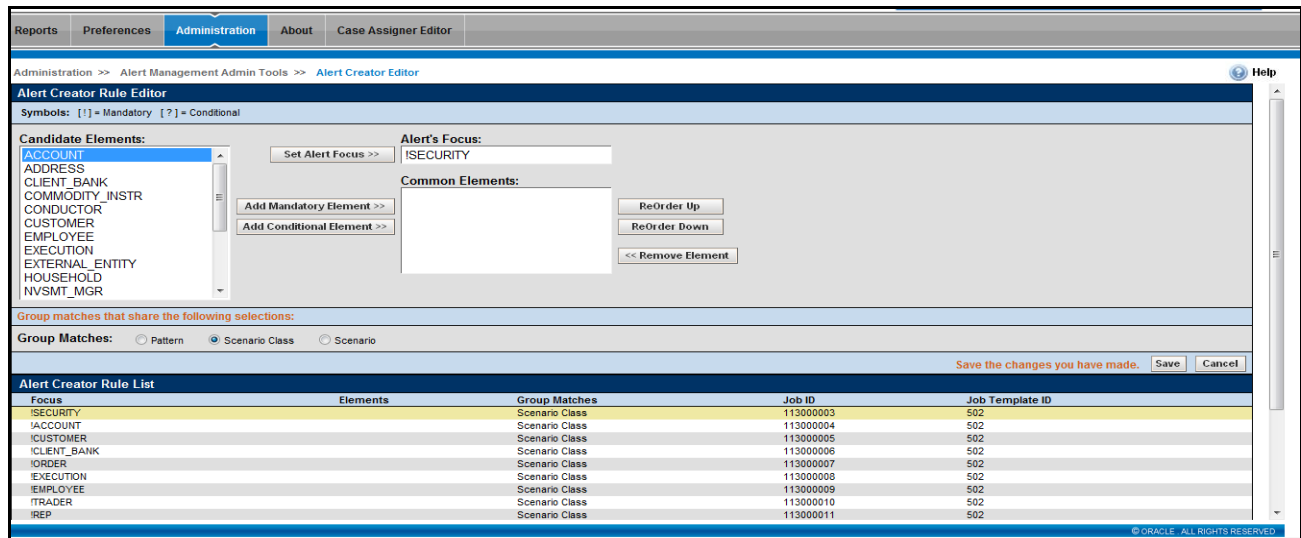 Reports Preferences Administration About Case Assigner Editor
Administration >> Alert Management Admin Tools >> Alert Creator Editor
Help
Alert Creator Rule Editor
Symbols: [ ! ] = Mandatory [ ? ] = Conditional
Candidate Elements:
ACCOUNT
ADDRESS
CLIENT_BANK
COMMODITY_INSTR
CONDUCTOR
CUSTOMER
EMPLOYEE
EXECUTION
EXTERNAL_ENTITY
HOUSEHOLD
NVSMT_MGR
Set Alert Focus >>
Add Mandatory Element >>
Add Conditional Element >>
Alert's Focus:
!SECURITY
Common Elements:
ReOrder Up
ReOrder Down
<< Remove Element
Group matches that share the following selections:
Group Matches: Pattern Scenario Class Scenario
Save the changes you have made. Save Cancel
Alert Creator Rule List
Focus Elements Group Matches Job ID Job Template ID
!SECURITY Scenario Class 113000003 502
!ACCOUNT Scenario Class 113000004 502
!CUSTOMER Scenario Class 113000005 502
!CLIENT_BANK Scenario Class 113000006 502
!ORDER Scenario Class 113000007 502
!EXECUTION Scenario Class 113000008 502
!EMPLOYEE Scenario Class 113000009 502
!TRADER Scenario Class 113000010 502
!REP Scenario Class 113000011 502
© ORACLE ALL RIGHTS RESERVED